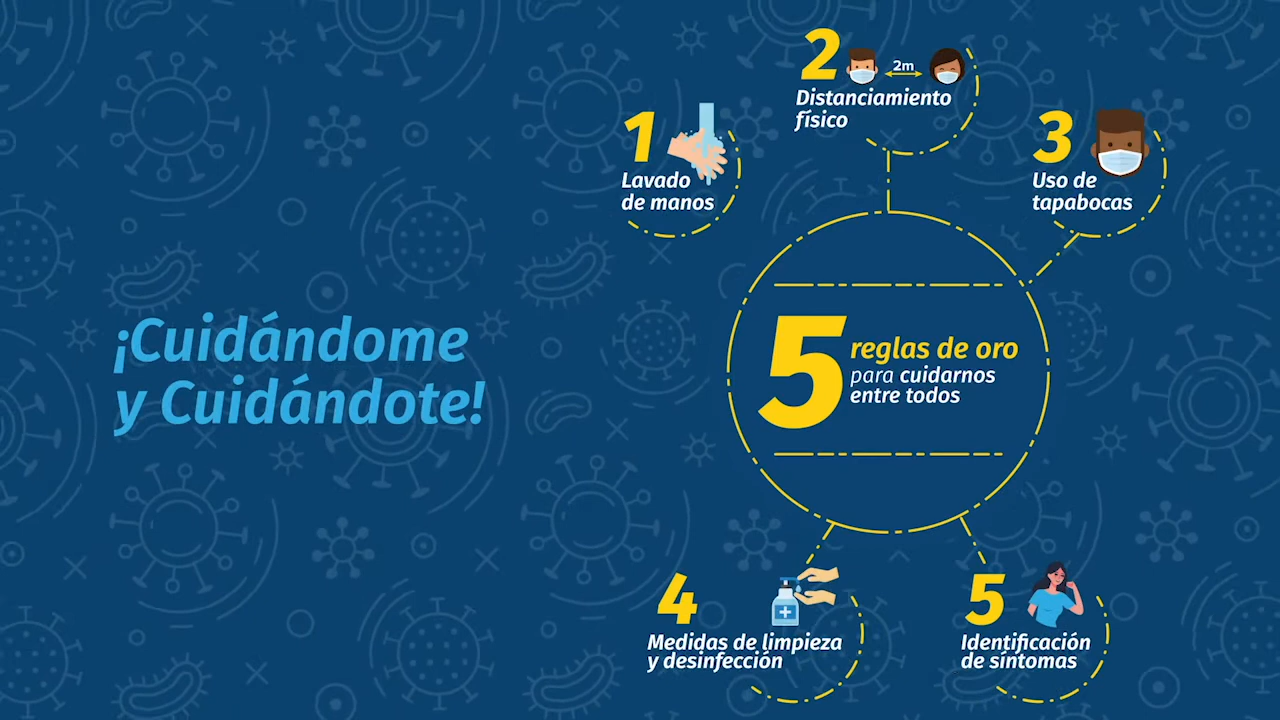 ¡Cuidándome
y Cuidándote!
1
Lavado
de manos
2
2m
Distanciamiento
físico
3
Uso de
tapabocas
5 reglas de oro
para cuidarnos
entre todos
4
Medidas de limpieza
y desinfección
5
Identificación
de síntomas